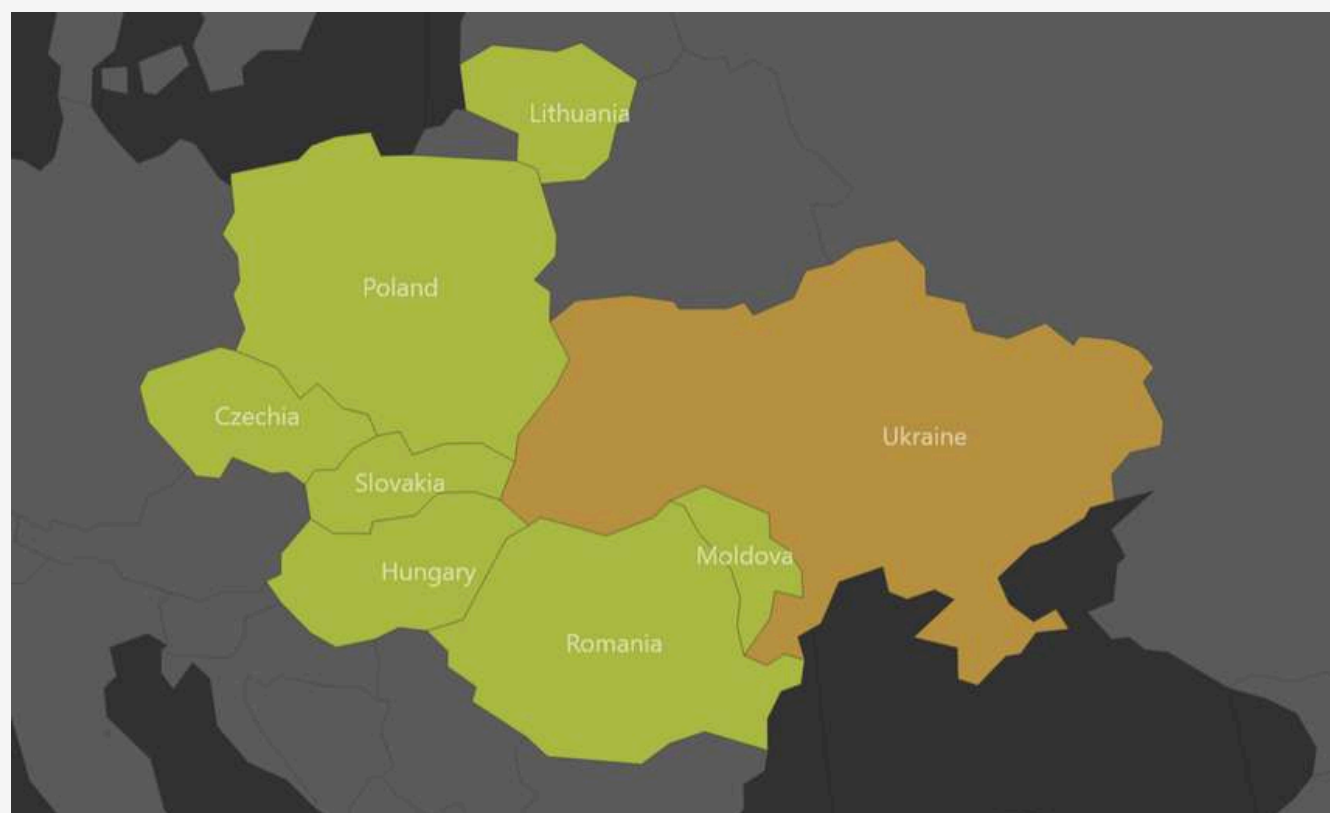 Lithuania
Poland
Czechia
Ukraine
Slovakia
Moldova
Hungary
Romania